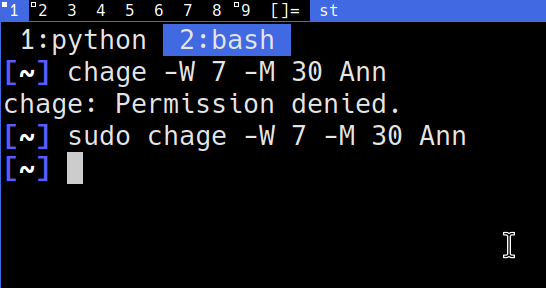 1 2 3 4 5 6 7 8 9 []= st
1:python 2:bash
[~] chage -W 7 -M 30 Ann
chage: Permission denied.
[~] sudo chage -W 7 -M 30 Ann
[~]